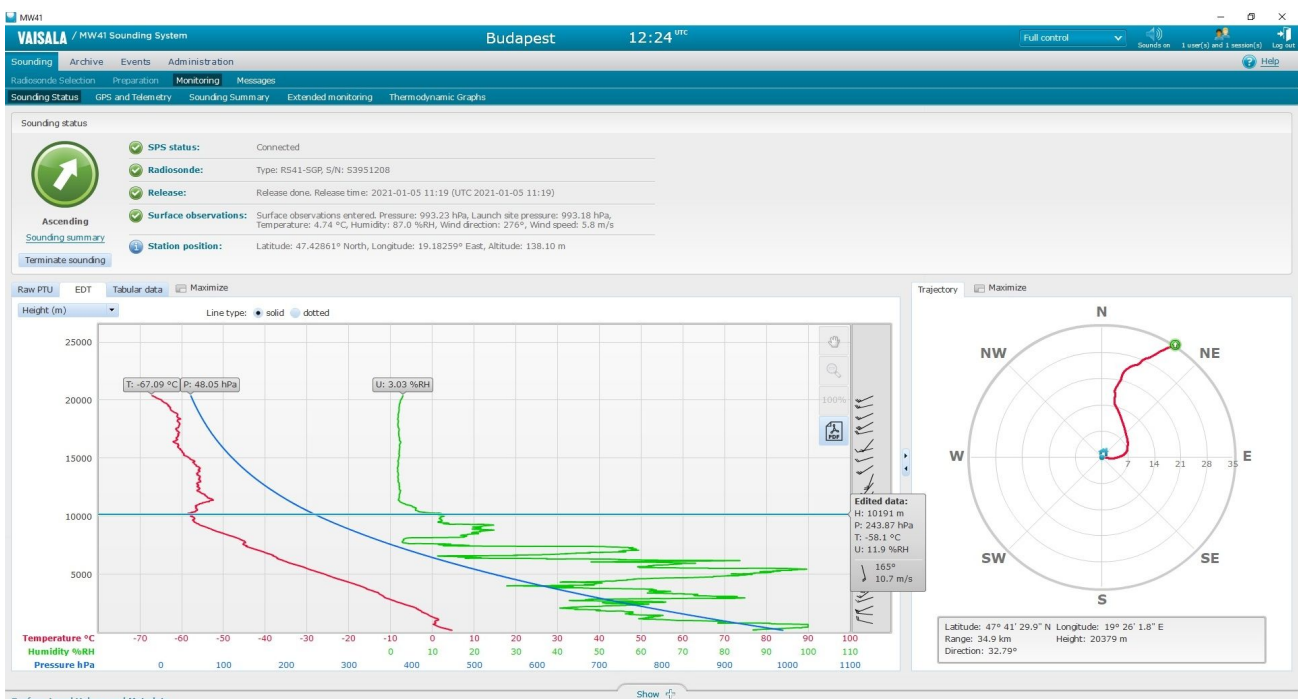 MW41
VAISALA / MW41 Sounding System Budapest 12:24 UTC Full control Sounds on 1 user(s) and 1 session(s) Log out
Sounding Archive Events Administration Help
Radiosonde Selection Preparation Monitoring Messages
Sounding Status GPS and Telemetry Sounding Summary Extended monitoring Thermodynamic Graphs
Sounding status
SPS status: Connected
Radiosonde: Type: RS41-SGP, S/N: S3951208
Release: Release done. Release time: 2021-01-05 11:19 (UTC 2021-01-05 11:19)
Ascending
Surface observations: Surface observations entered. Pressure: 993.23 hPa, Launch site pressure: 993.18 hPa,
Temperature: 4.74 °C, Humidity: 87.0 %RH, Wind direction: 276°, Wind speed: 5.8 m/s
Sounding summary
Station position: Latitude: 47.42861° North, Longitude: 19.18259° East, Altitude: 138.10 m
Terminate sounding
Raw PTU EDT Tabular data Maximize
Height (m) Line type: solid dotted
25000
T: -67.09 °C P: 48.05 hPa U: 3.03 %RH
20000
100%
PDF
15000
10000
5000
Edited data:
H: 10191 m
P: 243.87 hPa
T: -58.1 °C
U: 11.9 %RH
165°
10.7 m/s
Temperature °C -70 -60 -50 -40 -30 -20 -10 0 10 20 30 40 50 60 70 80 90 100
Humidity %RH 0 10 20 30 40 50 60 70 80 90 100 110
Pressure hPa 0 100 200 300 400 500 600 700 800 900 1000 1100
Trajectory Maximize
N
NW NE
W 7 14 21 28 35 E
SW SE
S
Latitude: 47° 41' 29.9" N Longitude: 19° 26' 1.8" E
Range: 34.9 km Height: 20379 m
Direction: 32.79°
Show